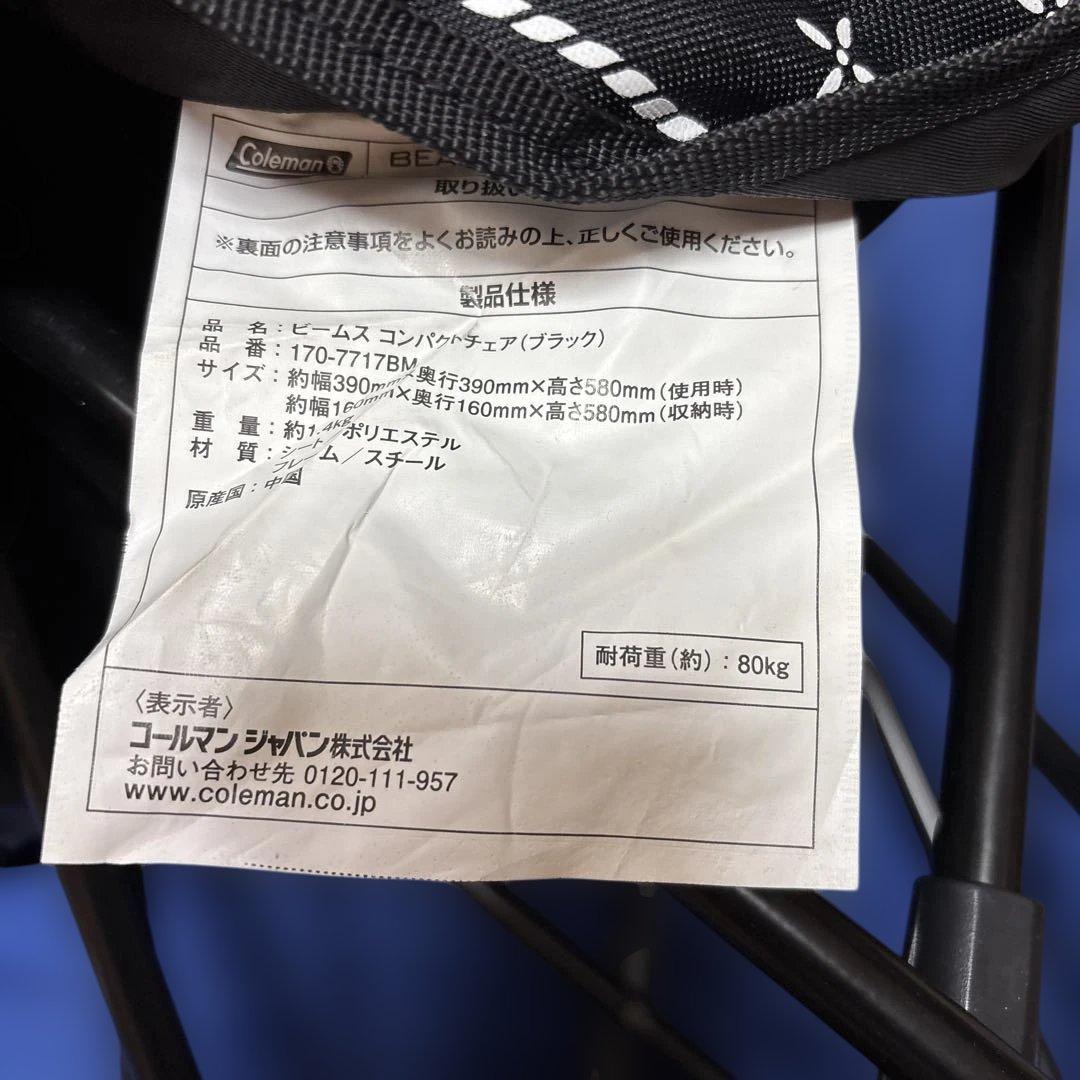 Coleman
BEA
取り扱い
※裏面の注意事項をよくお読みの上、正しくご使用ください。
製品仕様
品 名：ビームス コンパクトチェア（ブラック）
品 番：170-7717BM
サイズ：約幅390mm×奥行390mm×高さ580mm（使用時）
約幅160mm×奥行160mm×高さ580mm（収納時）
重 量：約1.4kg
材 質：シート／ポリエステル
フレーム／スチール
原産国：中国
耐荷重（約）：80kg
〈表示者〉
コールマン ジャパン株式会社
お問い合わせ先 0120-111-957
www.coleman.co.jp